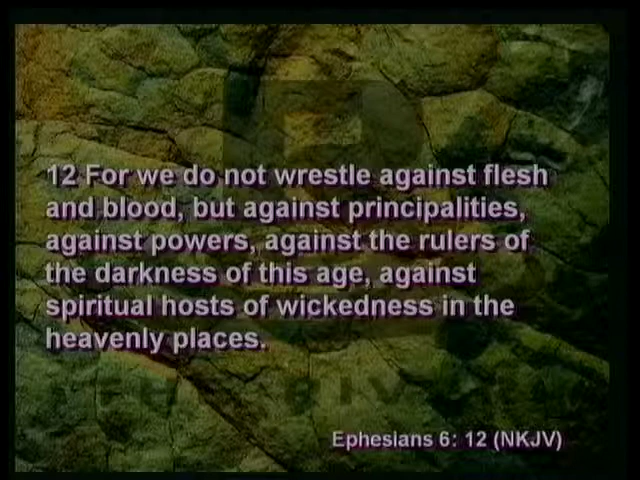 12 For we do not wrestle against flesh
and blood, but against principalities,
against powers, against the rulers of
the darkness of this age, against
spiritual hosts of wickedness in the
heavenly places.
Ephesians 6: 12 (NKJV)